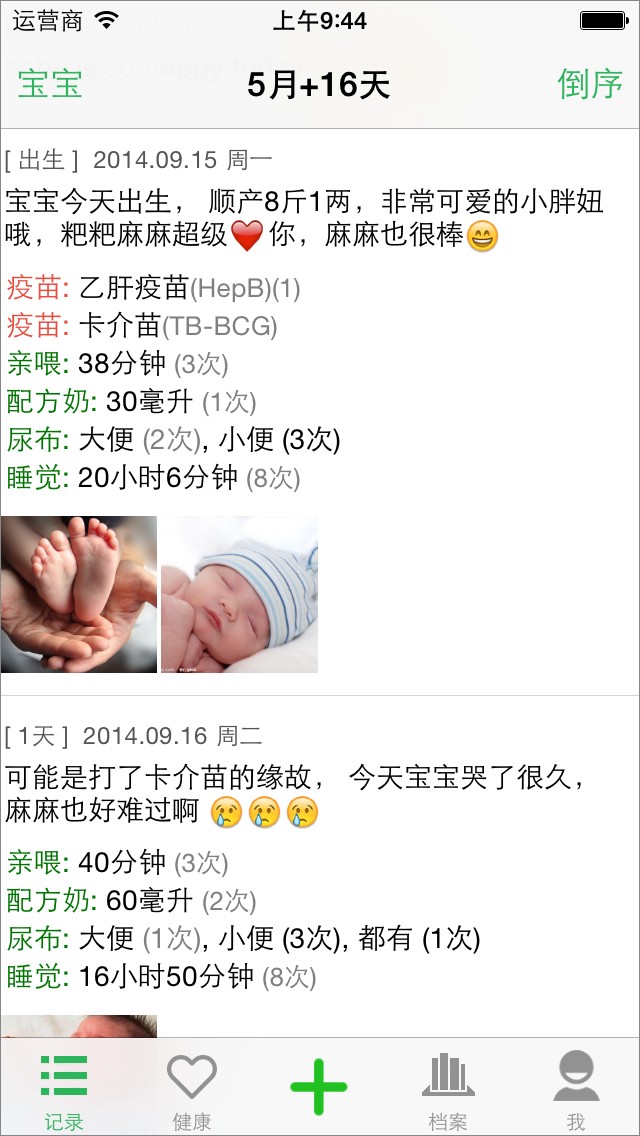 运营商 上午9:44
宝宝 5月+16天 倒序
[ 出生 ] 2014.09.15 周一
宝宝今天出生， 顺产8斤1两，非常可爱的小胖妞
哦，粑粑麻麻超级❤️你，麻麻也很棒😄
疫苗: 乙肝疫苗(HepB)(1)
疫苗: 卡介苗(TB-BCG)
亲喂: 38分钟 (3次)
配方奶: 30毫升 (1次)
尿布: 大便 (2次), 小便 (3次)
睡觉: 20小时6分钟 (8次)
[ 1天 ] 2014.09.16 周二
可能是打了卡介苗的缘故， 今天宝宝哭了很久，
麻麻也好难过啊 😢😢😢
亲喂: 40分钟 (3次)
配方奶: 60毫升 (2次)
尿布: 大便 (1次), 小便 (3次), 都有 (1次)
睡觉: 16小时50分钟 (8次)
记录 健康 档案 我